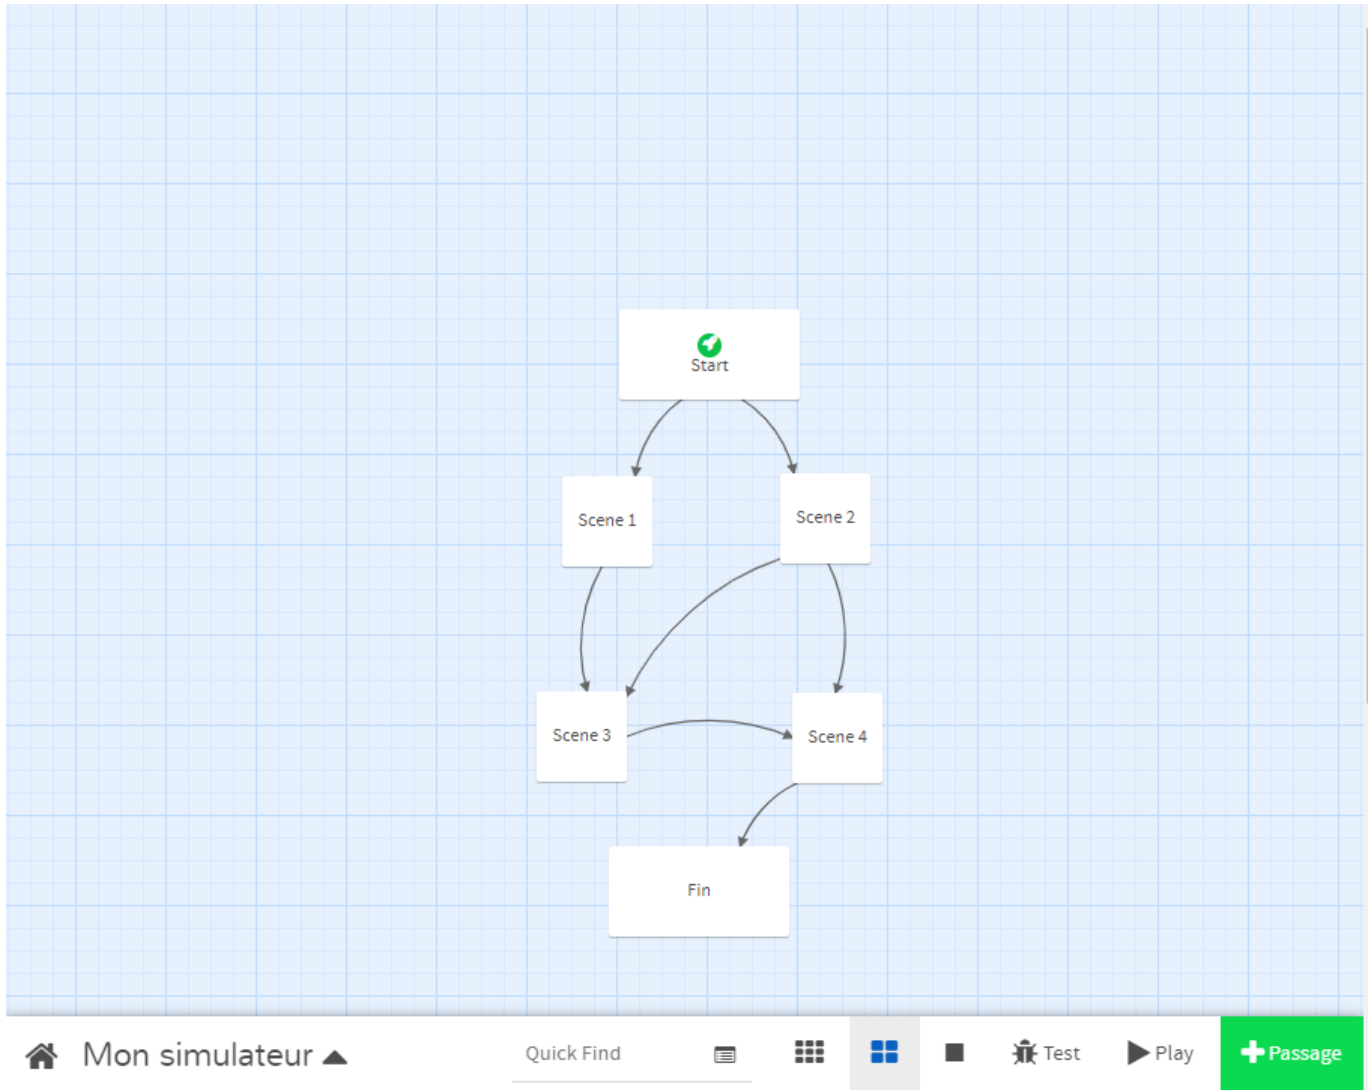 Start
Scene 1
Scene 2
Scene 3
Scene 4
Fin
Mon simulateur
Quick Find
Test
Play
Passage